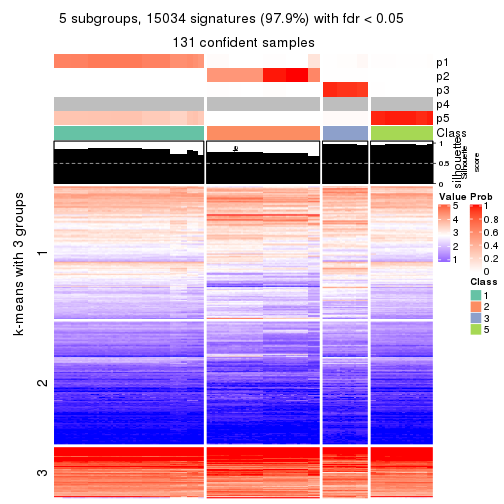 5 subgroups, 15034 signatures (97.9%) with fdr < 0.05
131 confident samples
p1
p2
p3
p4
p5
Class
1
0.5
0
silhouette
Silhouette
score
k-means with 3 groups
1
2
3
Value
5
4
3
2
1
Prob
1
0.8
0.6
0.4
0.2
0
Class
1
2
3
5